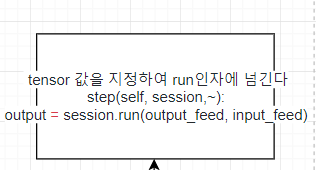 tensor 값을 지정하여 run인자에 넘긴다
step(self, session,~):
output = session.run(output_feed, input_feed)